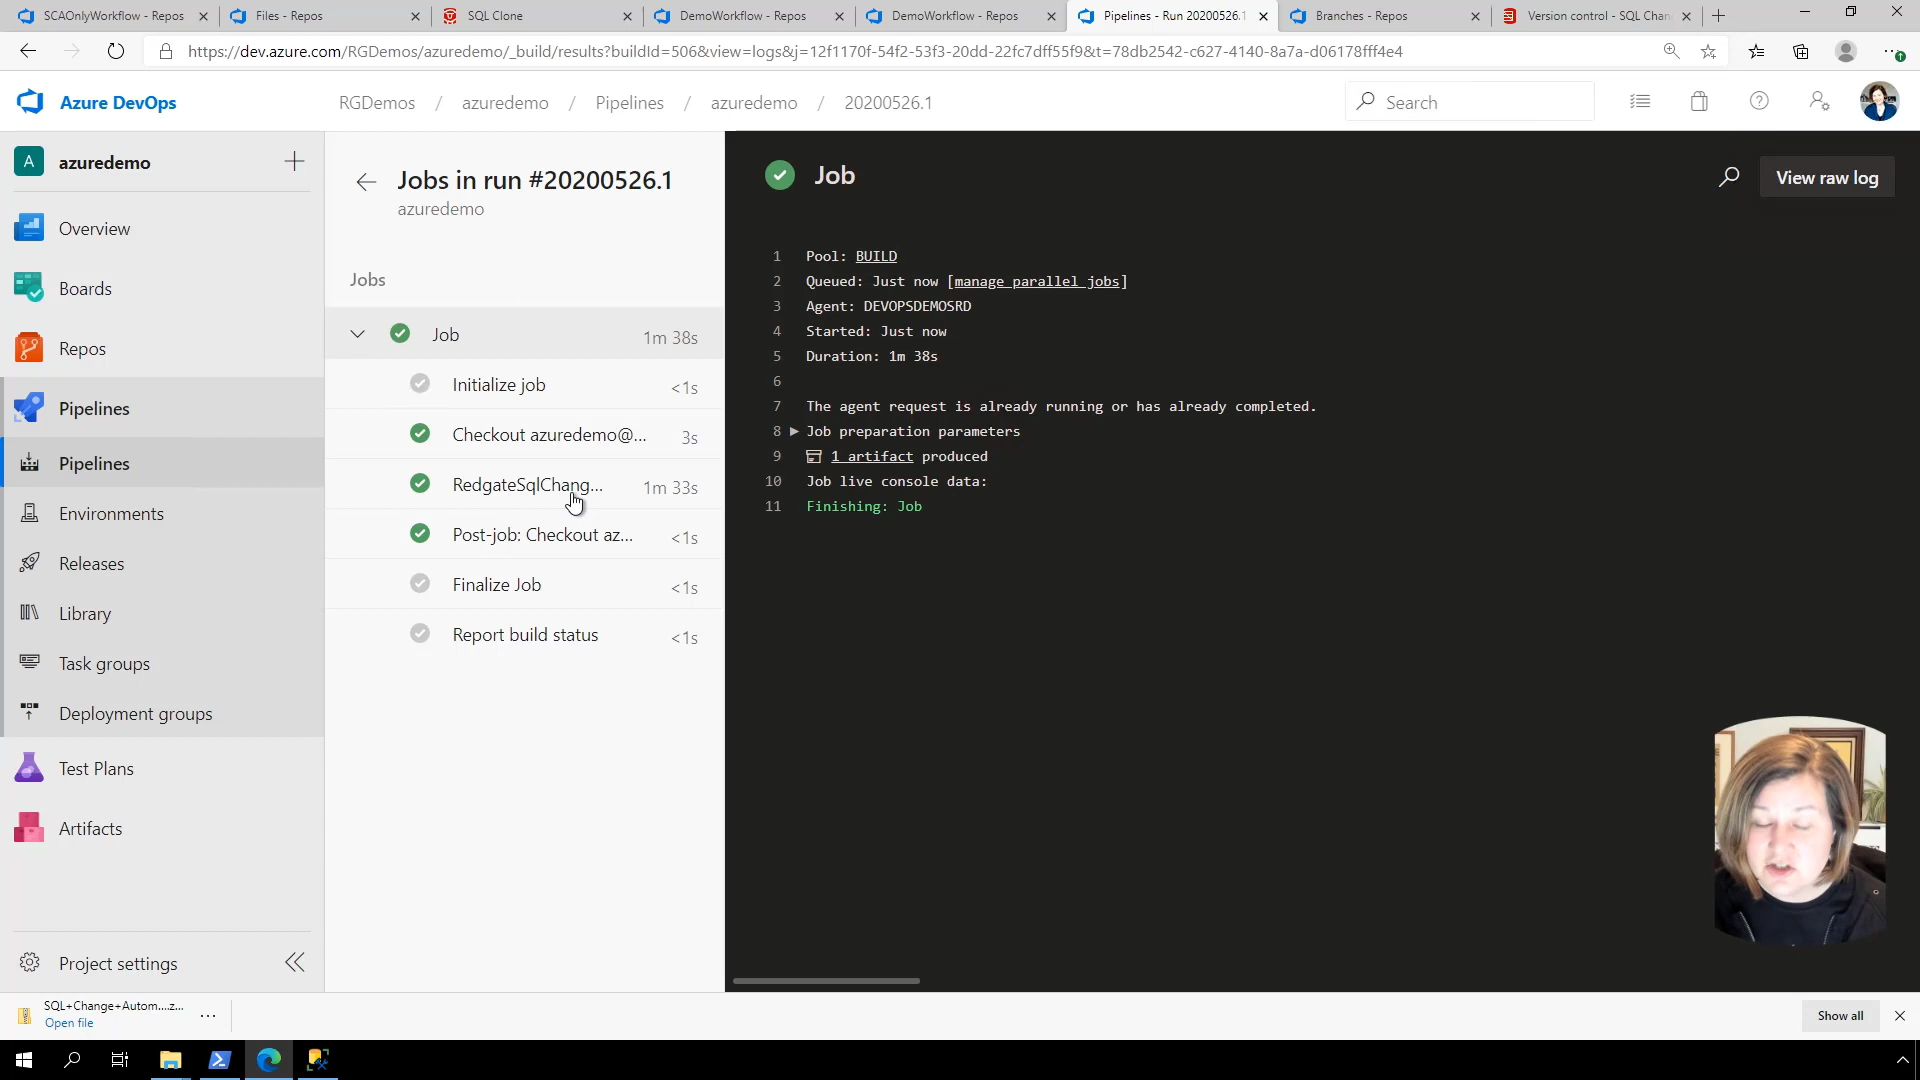 SCAOnlyWorkflow - Repos
Files - Repos
SQL Clone
DemoWorkflow - Repos
DemoWorkflow - Repos
Pipelines - Run 20200526.1
Branches - Repos
Version control - SQL Chan
https://dev.azure.com/RGDemos/azuredemo/_build/results?buildId=506&view=logs&j=12f1170f-54f2-53f3-20dd-22fc7dff55f9&t=78db2542-c627-4140-8a7a-d06178fff4e4
Azure DevOps
RGDemos / azuredemo / Pipelines / azuredemo / 20200526.1
Search
A azuredemo
Overview
Boards
Repos
Pipelines
Pipelines
Environments
Releases
Library
Task groups
Deployment groups
Test Plans
Artifacts
Project settings
Jobs in run #20200526.1
azuredemo
Jobs
Job 1m 38s
Initialize job <1s
Checkout azuredemo@... 3s
RedgateSqlChang... 1m 33s
Post-job: Checkout az... <1s
Finalize Job <1s
Report build status <1s
Job
View raw log
1 Pool: BUILD
2 Queued: Just now [manage parallel jobs]
3 Agent: DEVOPSDEMOSRD
4 Started: Just now
5 Duration: 1m 38s
6
7 The agent request is already running or has already completed.
8 Job preparation parameters
9 1 artifact produced
10 Job live console data:
11 Finishing: Job
SQL+Change+Autom....z...
Open file
Show all